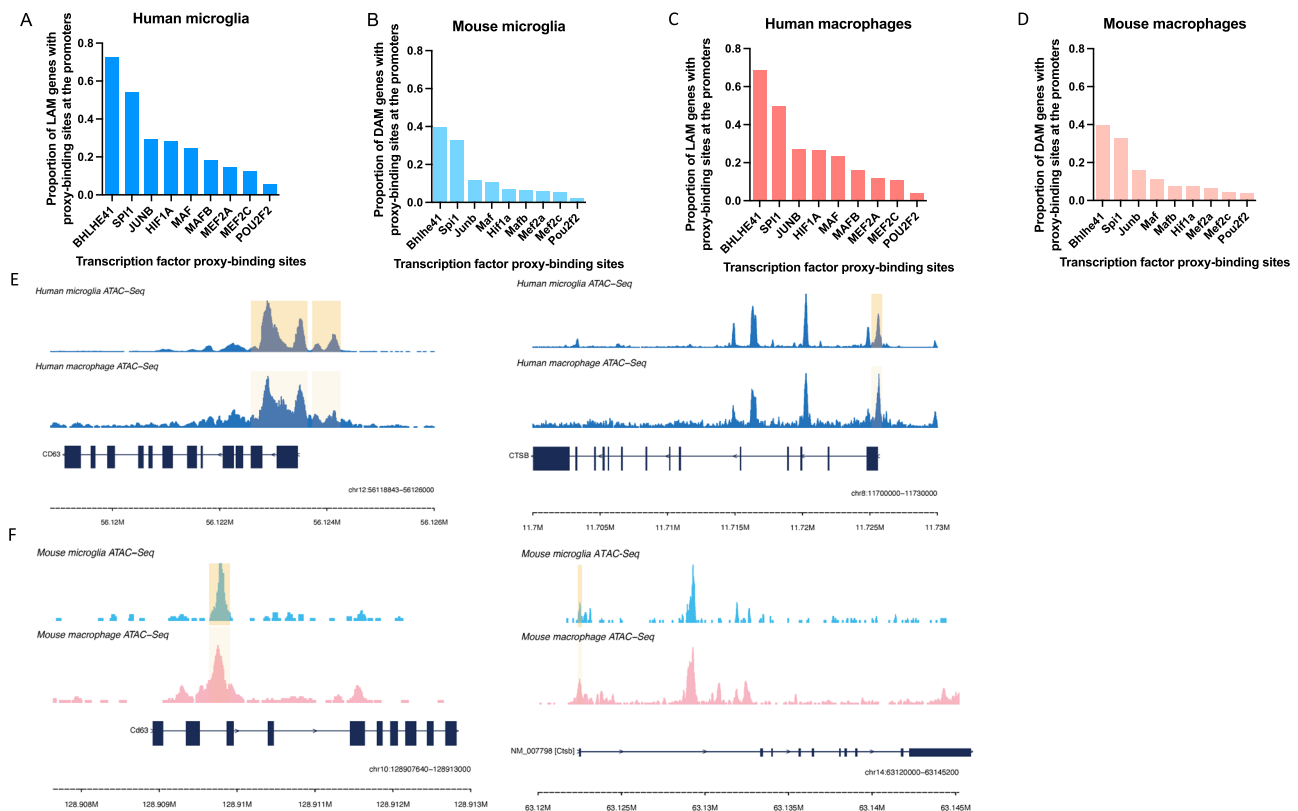 A
Human microglia
Proportion of LAM genes with
proxy-binding sites at the promoters
0.8
0.6
0.4
0.2
0.0
BHLHE41
SPI1
JUNB
HIF1A
MAF
MAFB
MEF2A
MEF2C
POU2F2
Transcription factor proxy-binding sites
B
Mouse microglia
Proportion of DAM genes with
proxy-binding sites at the promoters
0.8
0.6
0.4
0.2
0.0
Bhlhe41
Spi1
Junb
Maf
Hif1a
Mafb
Mef2a
Mef2c
Pou2f2
Transcription factor proxy-binding sites
C
Human macrophages
Proportion of LAM genes with
proxy-binding sites at the promoters
0.8
0.6
0.4
0.2
0.0
BHLHE41
SPI1
JUNB
HIF1A
MAF
MAFB
MEF2A
MEF2C
POU2F2
Transcription factor proxy-binding sites
D
Mouse macrophages
Proportion of DAM genes with
proxy-binding sites at the promoters
0.8
0.6
0.4
0.2
0.0
Bhlhe41
Spi1
Junb
Maf
Mafb
Hif1a
Mef2a
Mef2c
Pou2f2
Transcription factor proxy-binding sites
E
Human microglia ATAC−Seq
Human macrophage ATAC−Seq
CD63
chr12:56118843−56126000
56.12M
56.122M
56.124M
56.126M
Human microglia ATAC−Seq
Human macrophage ATAC−Seq
CTSB
chr8:11700000−11730000
11.7M
11.705M
11.71M
11.715M
11.72M
11.725M
11.73M
F
Mouse microglia ATAC−Seq
Mouse macrophage ATAC−Seq
Cd63
chr10:128907640−128913000
128.908M
128.909M
128.91M
128.911M
128.912M
128.913M
Mouse microglia ATAC-Seq
Mouse macrophage ATAC−Seq
NM_007798 [Ctsb]
chr14:63120000−63145200
63.12M
63.125M
63.13M
63.135M
63.14M
63.145M